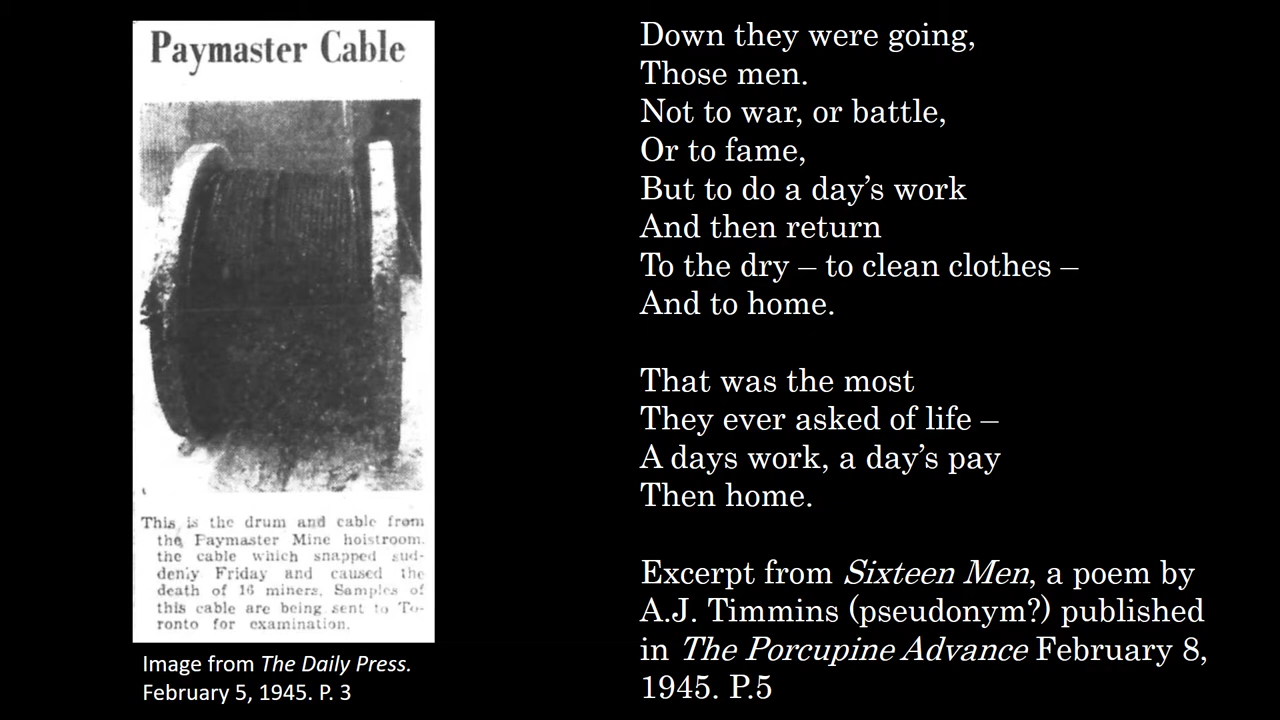 Paymaster Cable
This is the drum and cable from
the Paymaster Mine hoistroom.
the cable which snapped sud-
denly Friday and caused the
death of 16 miners. Samples of
this cable are being sent to To-
ronto for examination.
Image from The Daily Press.
February 5, 1945. P. 3
Down they were going,
Those men.
Not to war, or battle,
Or to fame,
But to do a day’s work
And then return
To the dry – to clean clothes –
And to home.
That was the most
They ever asked of life –
A days work, a day’s pay
Then home.
Excerpt from Sixteen Men, a poem by
A.J. Timmins (pseudonym?) published
in The Porcupine Advance February 8,
1945. P.5